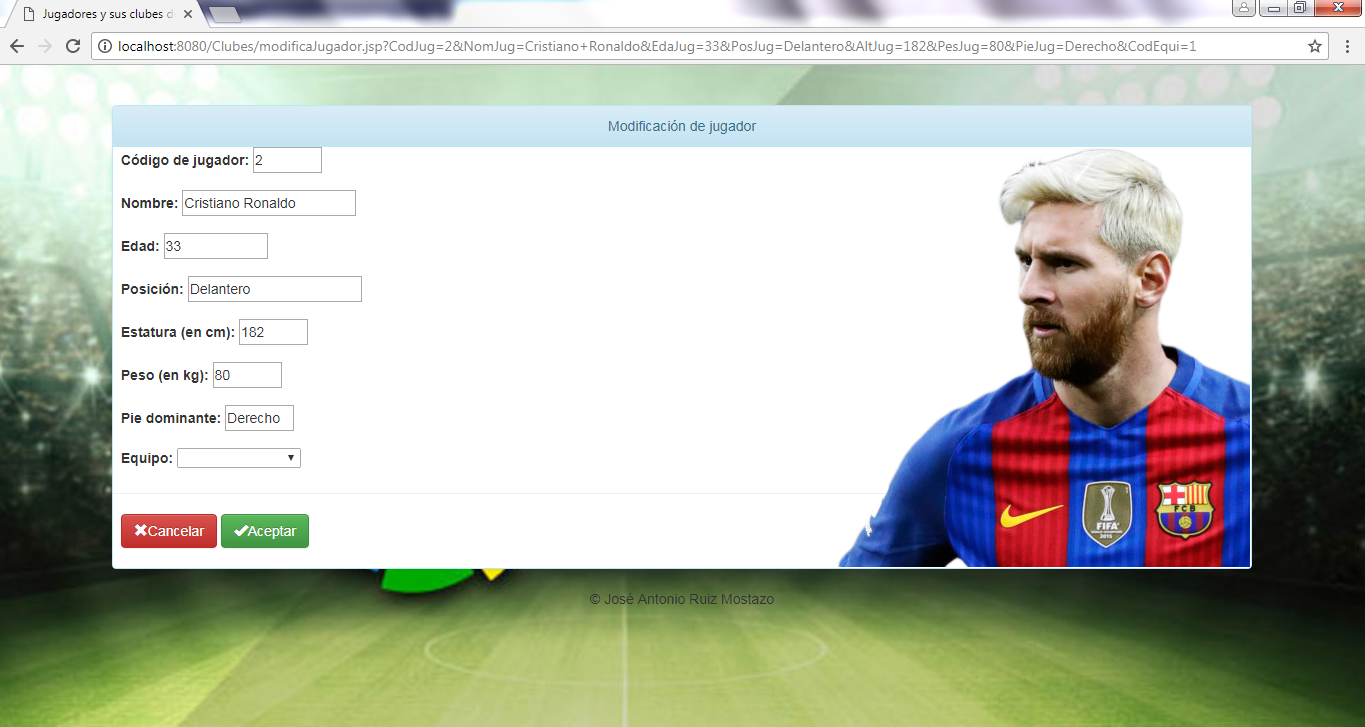 Jugadores y sus clubes d
localhost:8080/Clubes/modificaJugador.jsp?CodJug=2&NomJug=Cristiano+Ronaldo&EdaJug=33&PosJug=Delantero&AltJug=182&PesJug=80&PieJug=Derecho&CodEqui=1
Modificación de jugador
Código de jugador: 2
Nombre: Cristiano Ronaldo
Edad: 33
Posición: Delantero
Estatura (en cm): 182
Peso (en kg): 80
Pie dominante: Derecho
Equipo:
Cancelar Aceptar
FCB
FIFA
WORLD CHAMPIONS
2015
© José Antonio Ruiz Mostazo